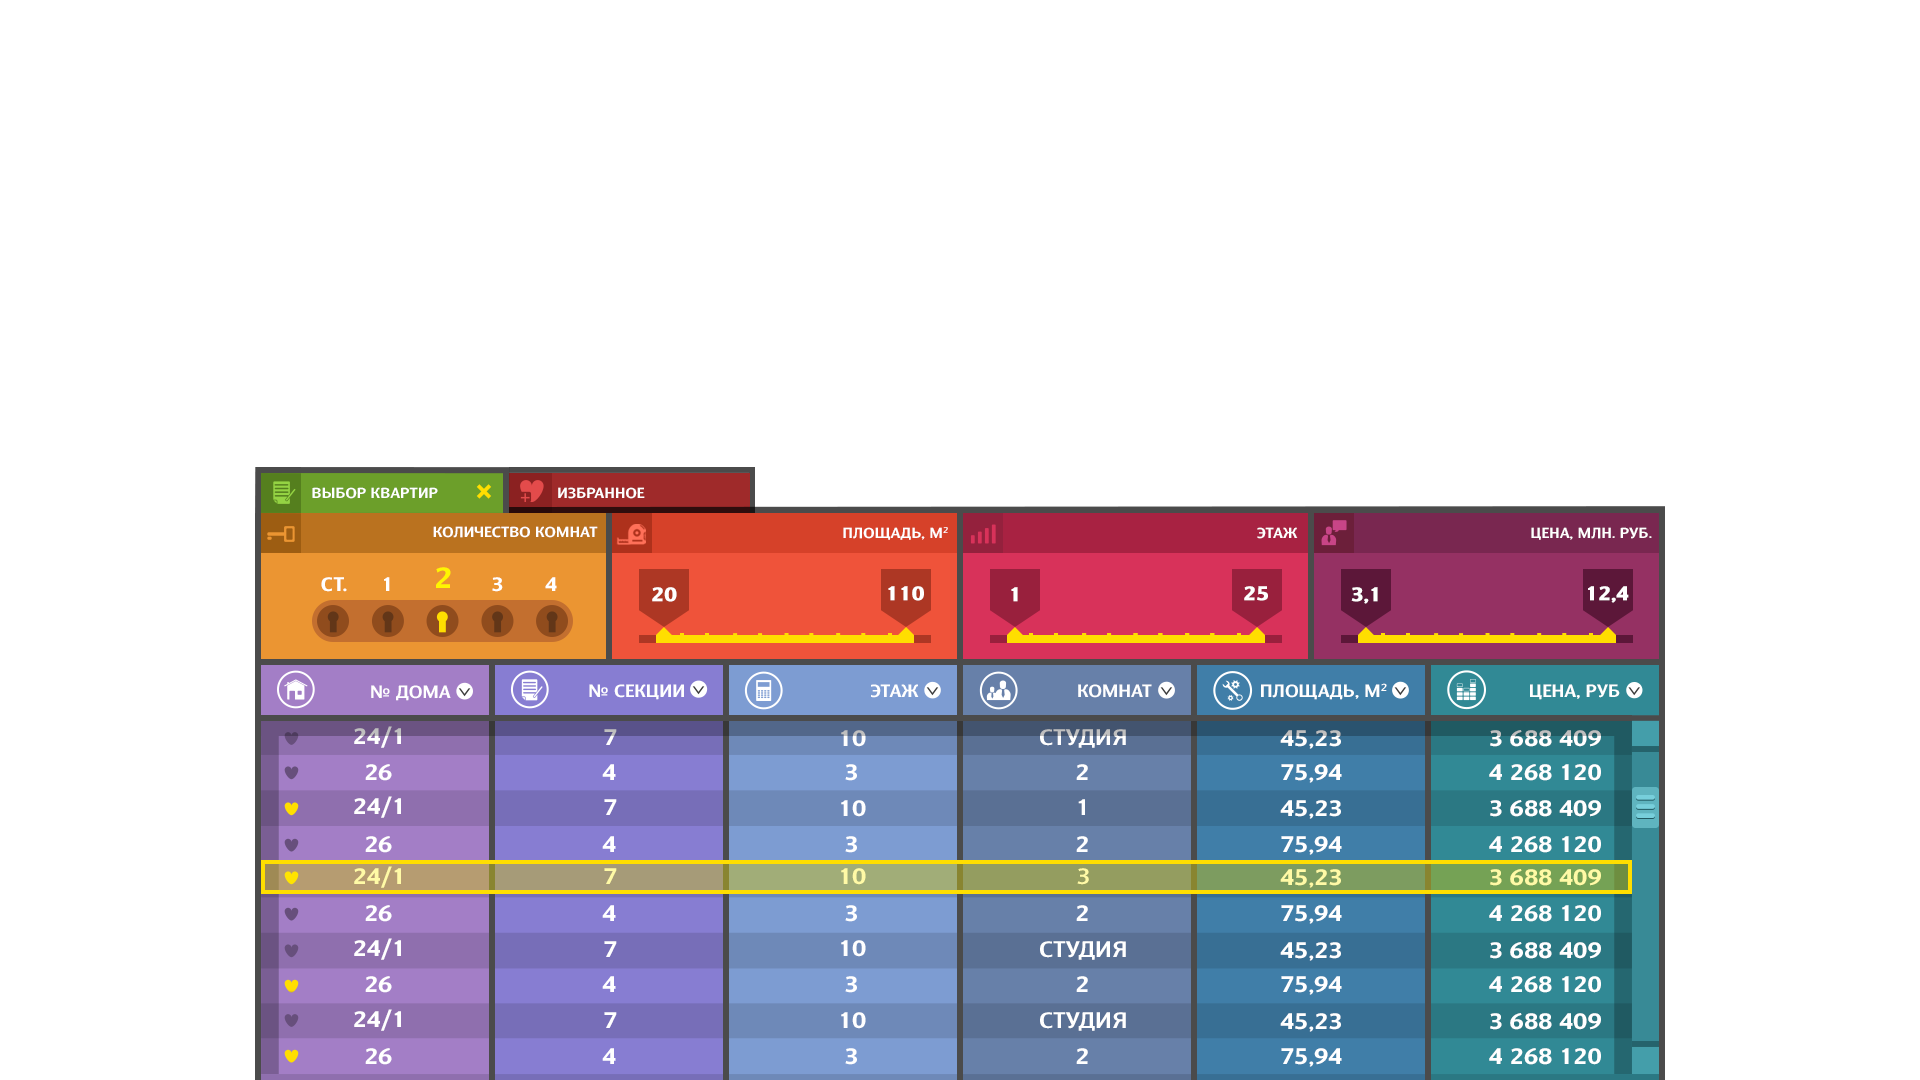 ВЫБОР КВАРТИР ИЗБРАННОЕ
КОЛИЧЕСТВО КОМНАТ ПЛОЩАДЬ, М² ЭТАЖ ЦЕНА, МЛН. РУБ.
СТ. 1 2 3 4 20 110 1 25 3,1 12,4
№ ДОМА № СЕКЦИИ ЭТАЖ КОМНАТ ПЛОЩАДЬ, М² ЦЕНА, РУБ
24/1 7 10 СТУДИЯ 45,23 3 688 409
26 4 3 2 75,94 4 268 120
24/1 7 10 1 45,23 3 688 409
26 4 3 2 75,94 4 268 120
24/1 7 10 3 45,23 3 688 409
26 4 3 2 75,94 4 268 120
24/1 7 10 СТУДИЯ 45,23 3 688 409
26 4 3 2 75,94 4 268 120
24/1 7 10 СТУДИЯ 45,23 3 688 409
26 4 3 2 75,94 4 268 120